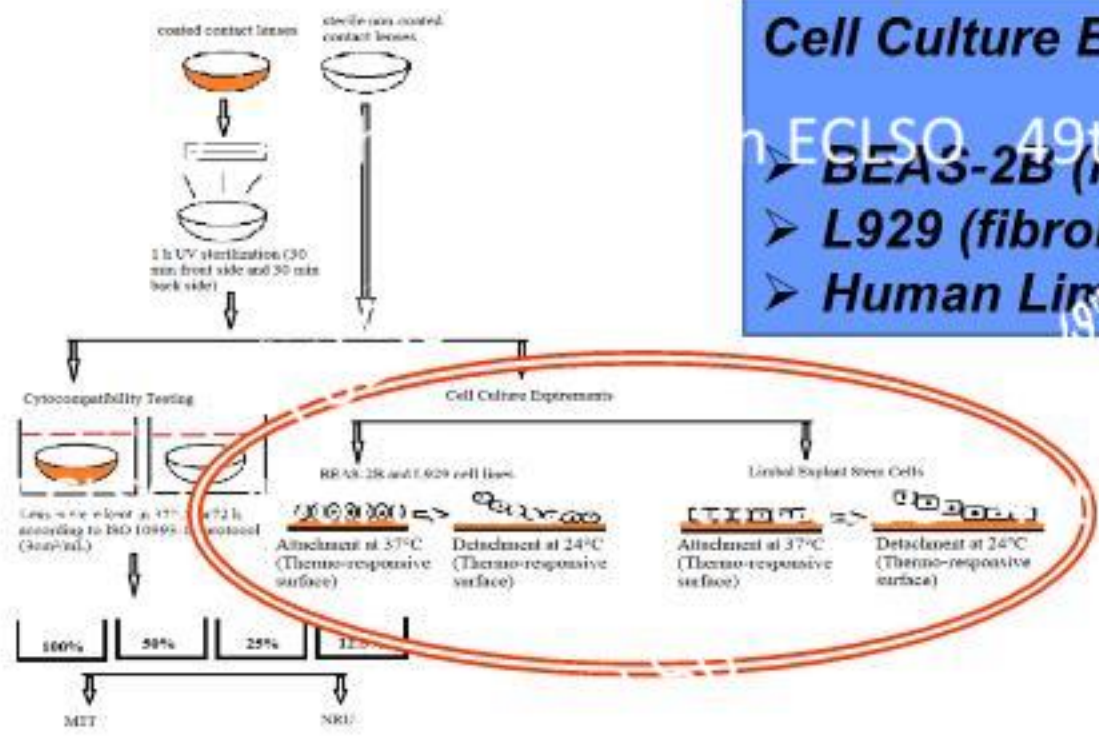 coated contact lenses
sterile non coated
contact lenses
Cell Culture E
h ECLSO 49t
➢ BEAS-2B (
➢ L929 (fibro
➢ Human Lim
1 h UV sterilization (30
min front side and 30 min
back side)
Cytocompatibility Testing
Cell Culture Exprements
BEAS-2B and L929 cell lines
Limbal Explant Stem Cells
according to ISO 10993- protocol
(3cm²/mL)
Attachment at 37°C
(Thermo-responsive
surface)
Detachment at 24°C
(Thermo-responsive
surface)
Attachment at 37°C
(Thermo-responsive
surface)
Detachment at 24°C
(Thermo-responsive
surface)
100%
50%
25%
MTT
NRU